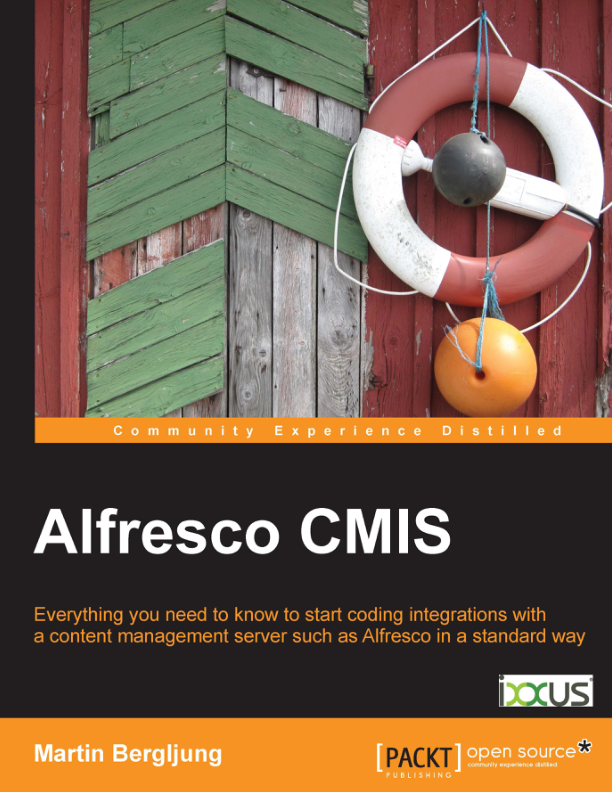 Community Experience Distilled
Alfresco CMIS
Everything you need to know to start coding integrations with
a content management server such as Alfresco in a standard way
ixxus
Martin Bergljung
[PACKT]
PUBLISHING
open source*
community experience distilled